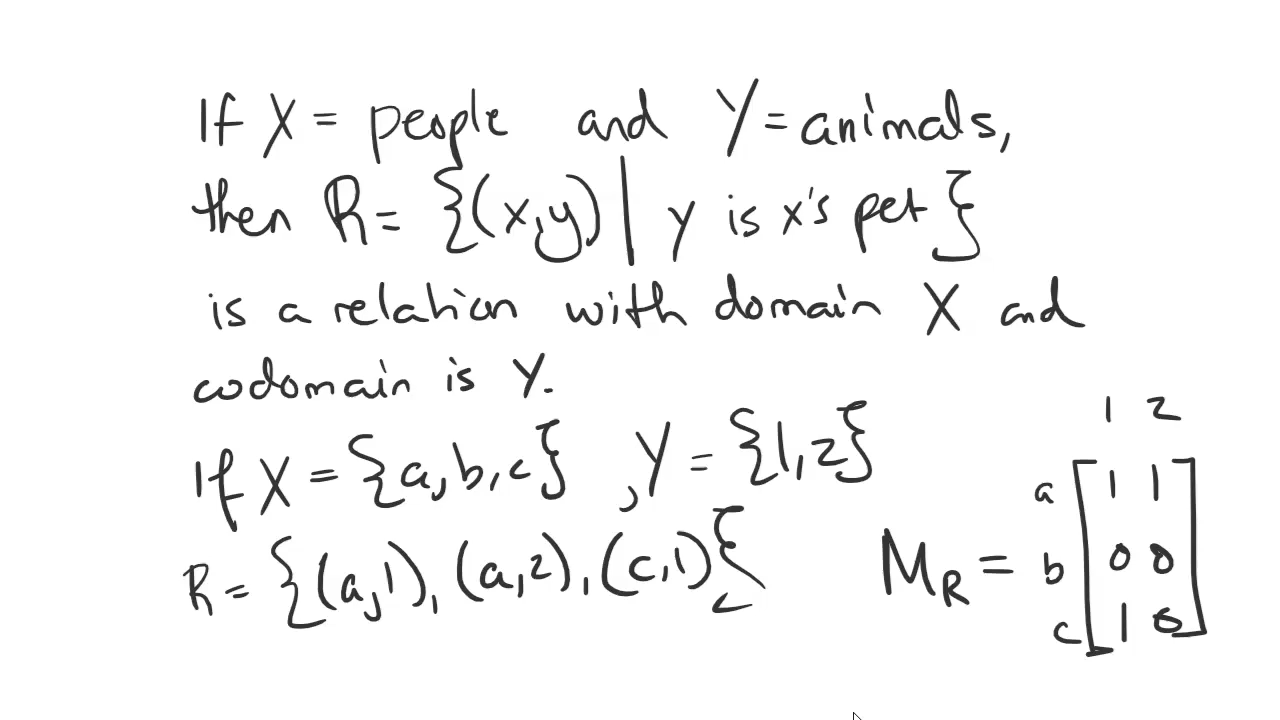 If X = people and Y = animals,
then R = {(x,y) | y is x's pet}
is a relation with domain X and
codomain is Y.
If X = {a, b, c} , Y = {1, 2}
R = {(a,1), (a,2), (c,1)}
1 2
a 1 1
M_R = b 0 0
c 1 0